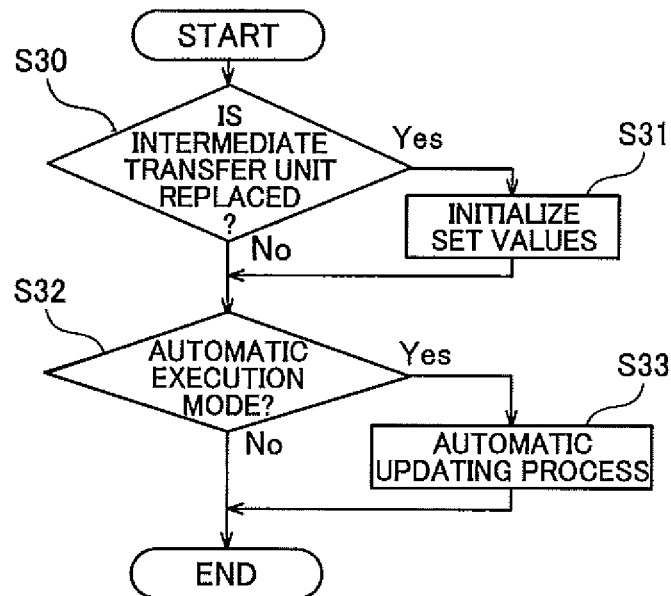 START
S30
IS
INTERMEDIATE
TRANSFER UNIT
REPLACED
?
Yes
S31
INITIALIZE
SET VALUES
No
S32
AUTOMATIC
EXECUTION
MODE?
Yes
S33
AUTOMATIC
UPDATING PROCESS
No
END